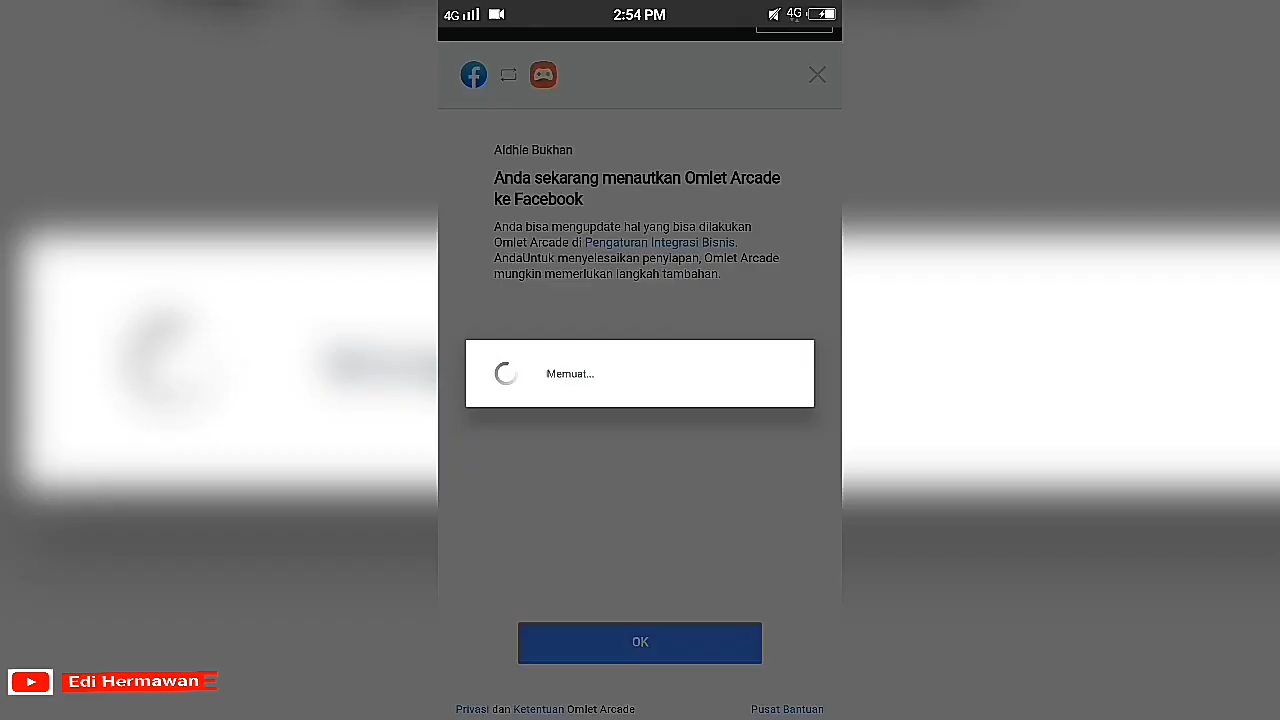 4G 2:54 PM 4G
Aldhie Bukhan
Anda sekarang menautkan Omlet Arcade
ke Facebook
Anda bisa mengupdate hal yang bisa dilakukan
Omlet Arcade di Pengaturan Integrasi Bisnis.
AndaUntuk menyelesaikan penyiapan, Omlet Arcade
mungkin memerlukan langkah tambahan.
Memuat...
OK
Edi Hermawan
Privasi dan Ketentuan Omlet Arcade Pusat Bantuan